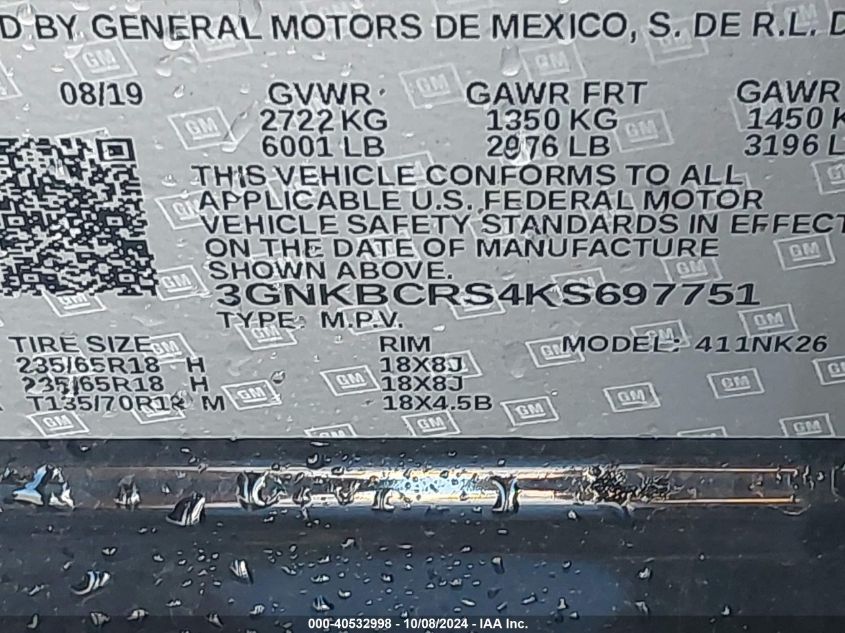 D BY GENERAL MOTORS DE MEXICO, S. DE R.L. D
08/19 GVWR GAWR FRT GAWR
2722 KG 1350 KG 1450 K
6001 LB 2976 LB 3196 L
THIS VEHICLE CONFORMS TO ALL
APPLICABLE U.S. FEDERAL MOTOR
VEHICLE SAFETY STANDARDS IN EFFECT
ON THE DATE OF MANUFACTURE
SHOWN ABOVE.
3GNKBCRS4KS697751
TYPE: M.P.V.
TIRE SIZE RIM MODEL: 411NK26
235/65R18 H 18X8J
235/65R18 H 18X8J
T135/70R18 M 18X4.5B
000-40532998 - 10/08/2024 - IAA Inc.